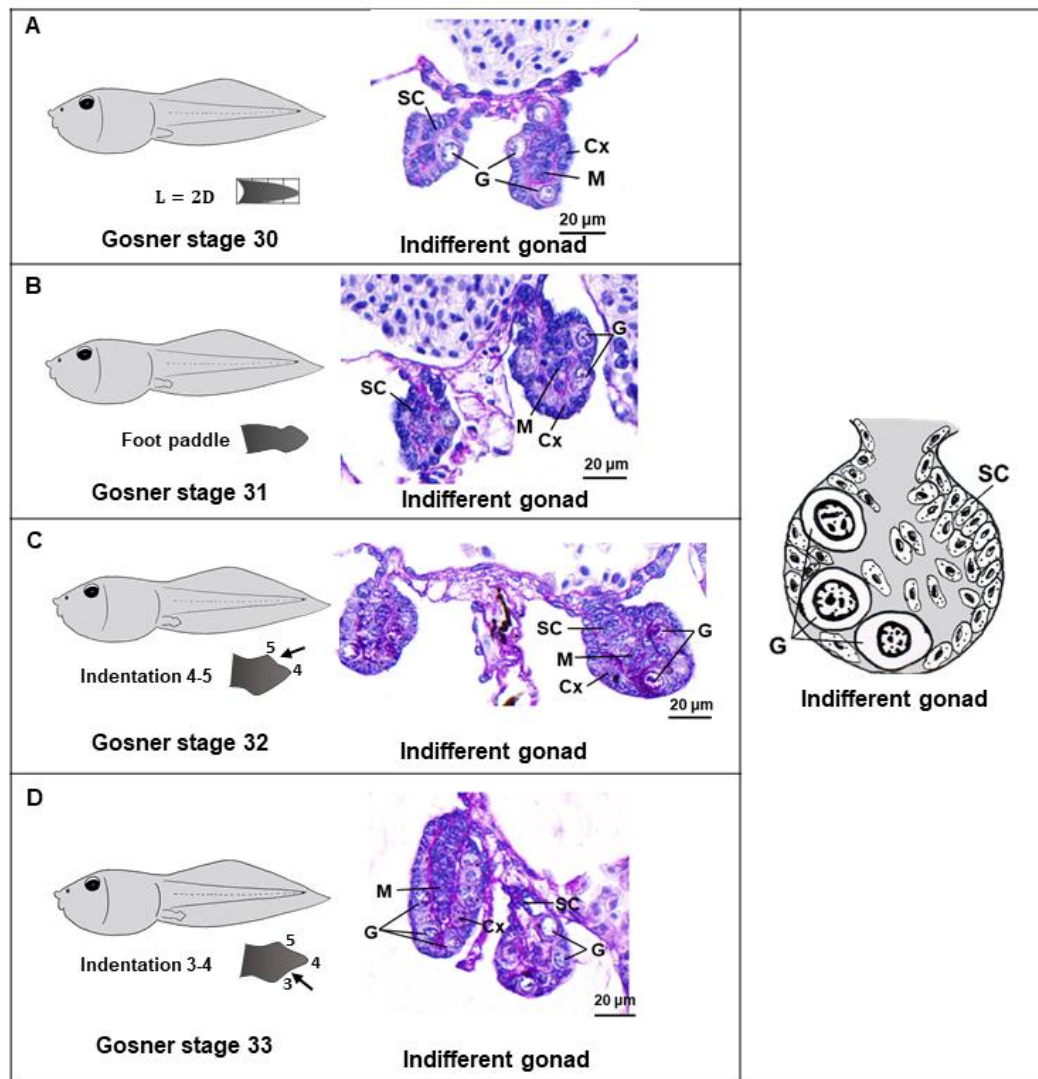 A
SC
Cx
G
M
L = 2D
20 µm
Gosner stage 30
Indifferent gonad
B
G
SC
M
Cx
Foot paddle
20 µm
Gosner stage 31
Indifferent gonad
SC
G
Indifferent gonad
C
5
4
Indentation 4-5
SC
G
M
Cx
20 µm
Gosner stage 32
Indifferent gonad
D
M
SC
G
Cx
G
5
4
3
Indentation 3-4
20 µm
Gosner stage 33
Indifferent gonad